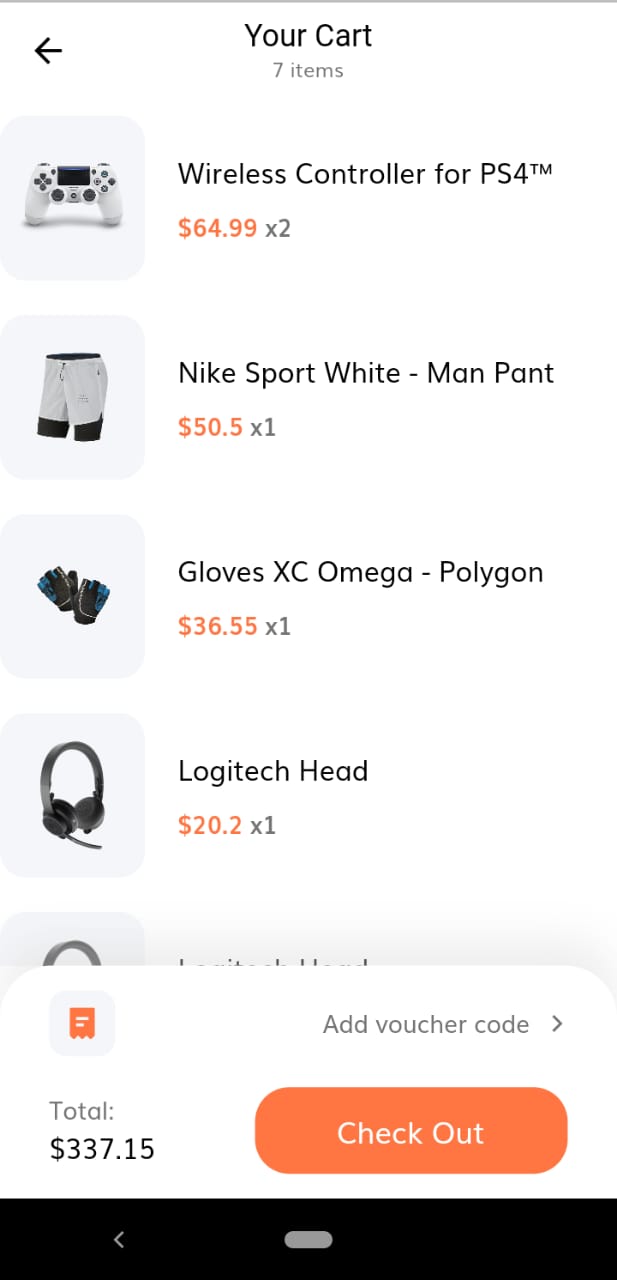 Your Cart
7 items
Wireless Controller for PS4™
$64.99 x2
Nike Sport White - Man Pant
$50.5 x1
Gloves XC Omega - Polygon
$36.55 x1
Logitech Head
$20.2 x1
Logitech Head
Add voucher code
Total:
$337.15
Check Out